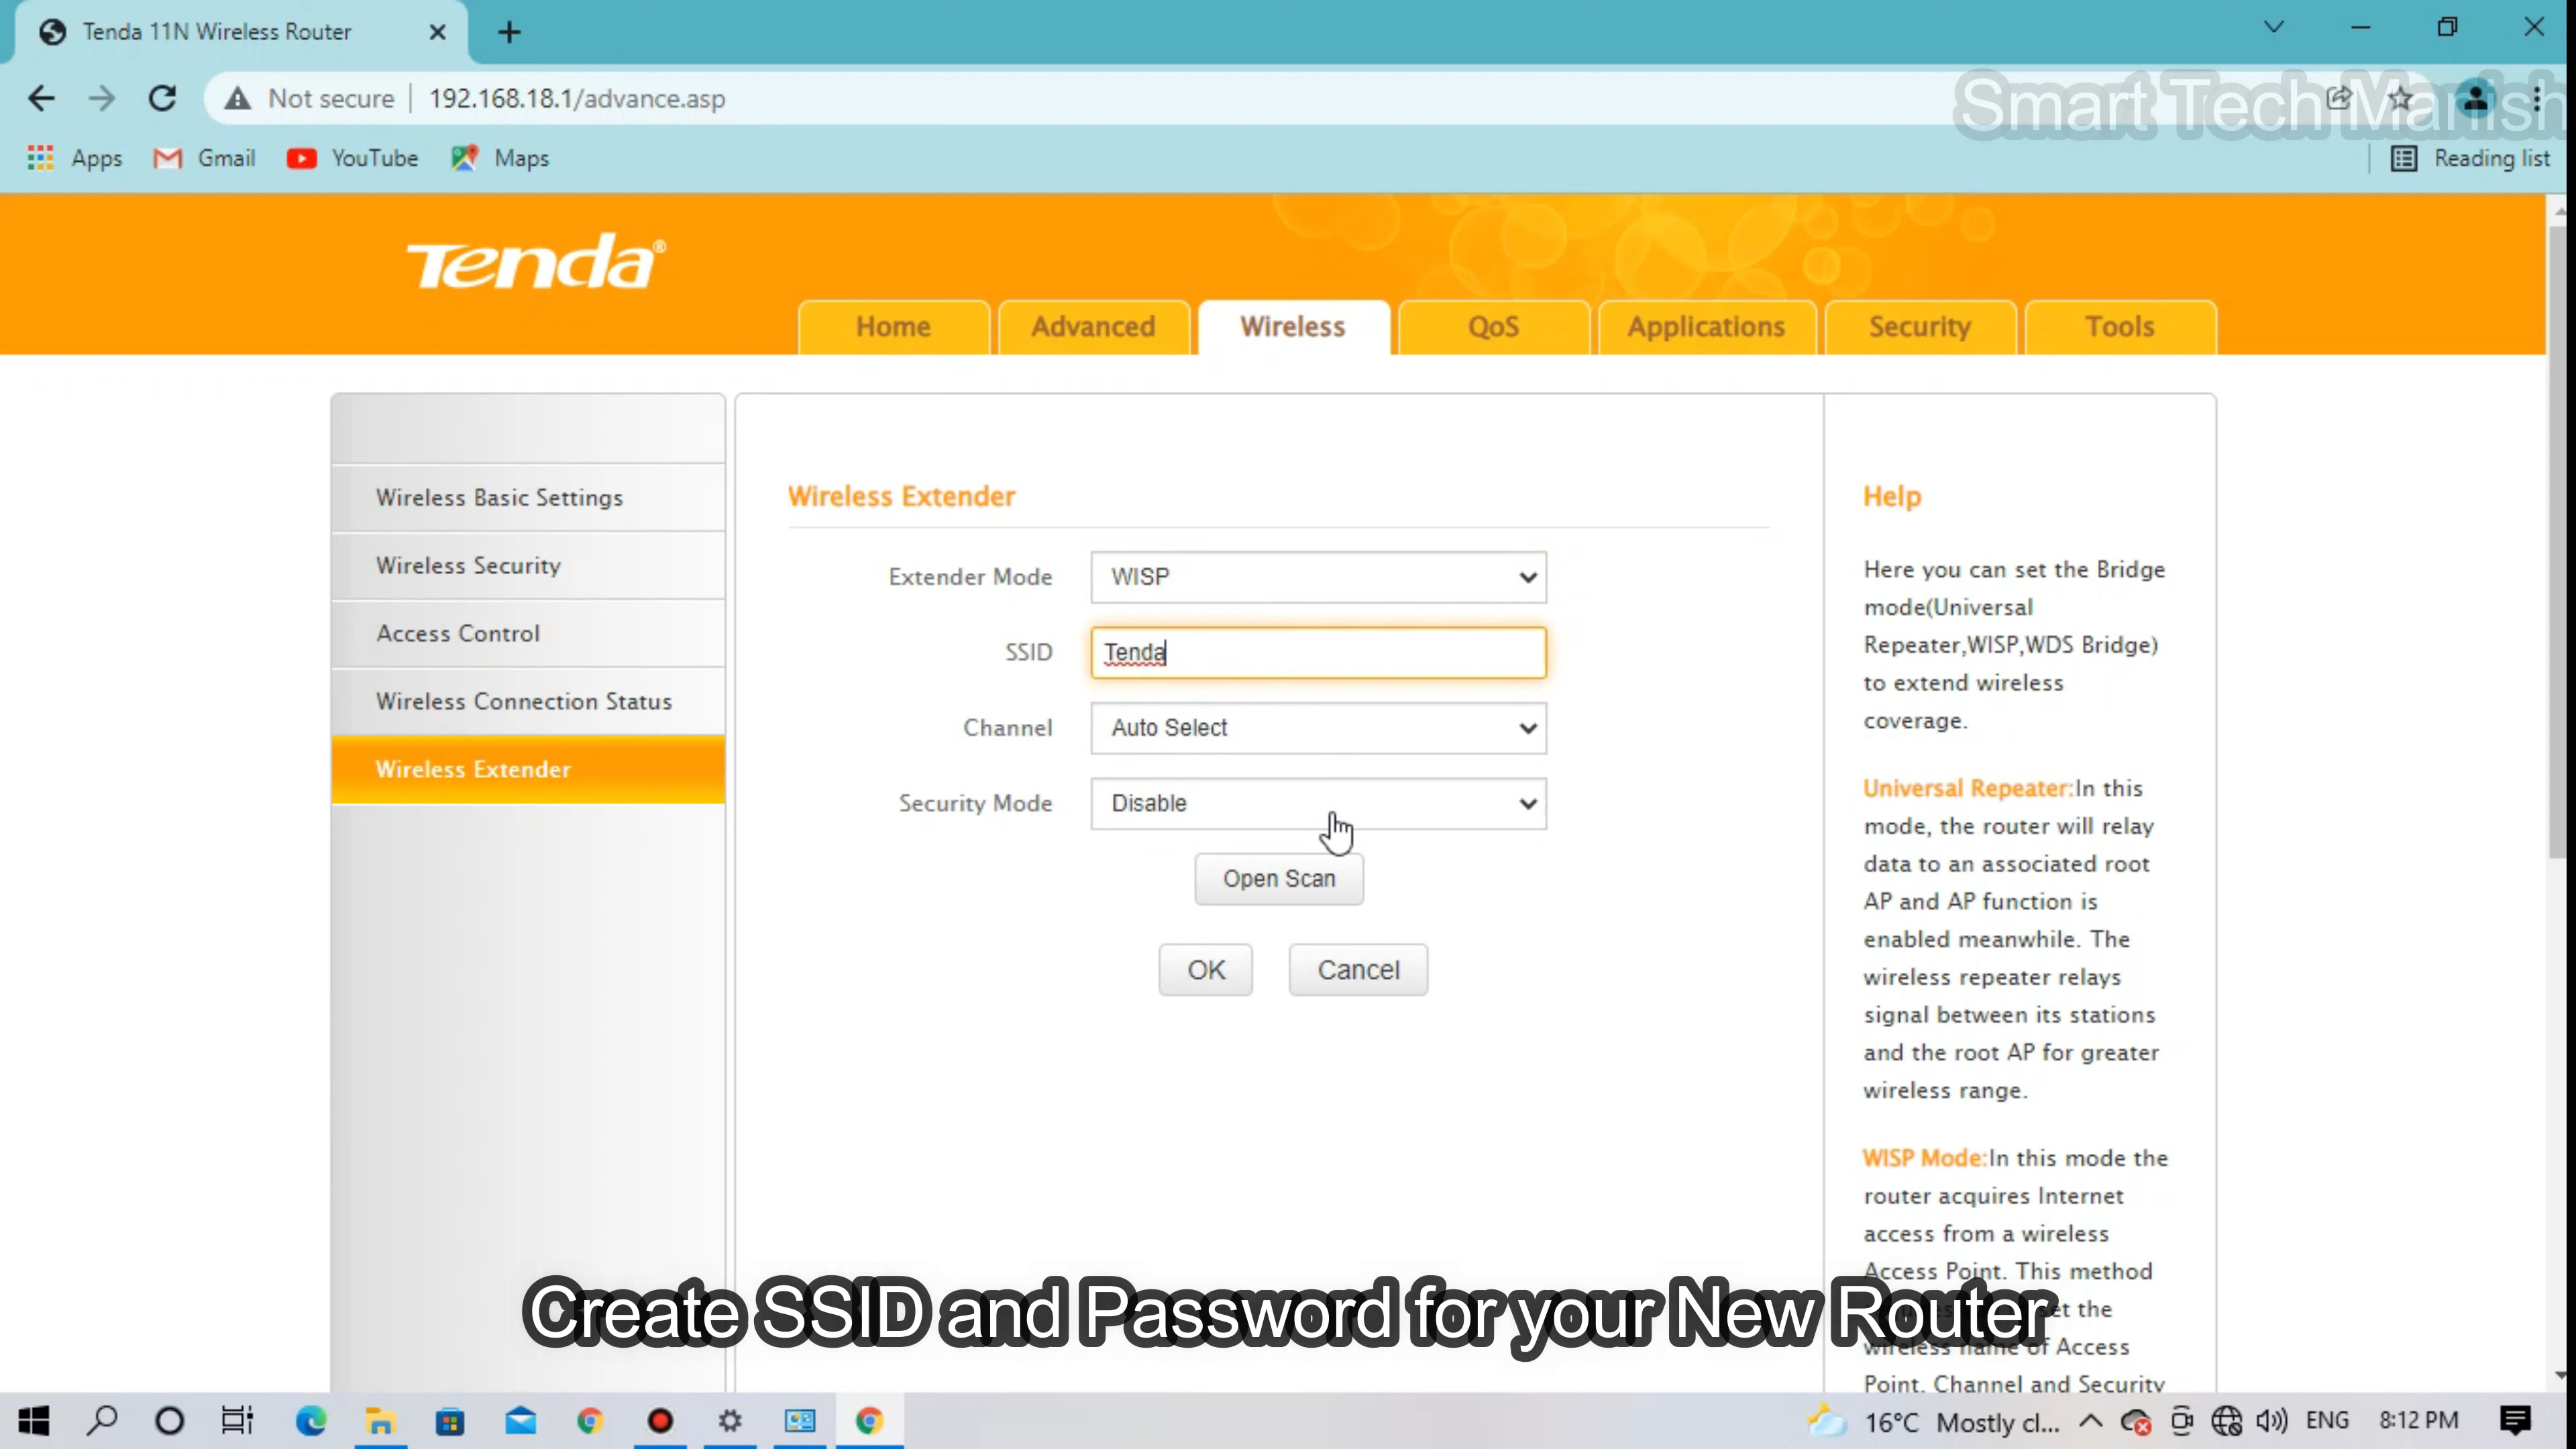 Tenda 11N Wireless Router
Not secure
192.168.18.1/advance.asp
Smart Tech Manish
Apps
Gmail
YouTube
Maps
Reading list
Tenda®
Home
Advanced
Wireless
QoS
Applications
Security
Tools
Wireless Basic Settings
Wireless Security
Access Control
Wireless Connection Status
Wireless Extender
Wireless Extender
Extender Mode
WISP
SSID
Tenda
Channel
Auto Select
Security Mode
Disable
Open Scan
OK
Cancel
Help
Here you can set the Bridge
mode(Universal
Repeater,WISP,WDS Bridge)
to extend wireless
coverage.
Universal Repeater:In this
mode, the router will relay
data to an associated root
AP and AP function is
enabled meanwhile. The
wireless repeater relays
signal between its stations
and the root AP for greater
wireless range.
WISP Mode:In this mode the
router acquires Internet
access from a wireless
Access Point. This method
set the
wireless name of Access
Point, Channel and Security
Create SSID and Password for your New Router
16°C Mostly cl...
ENG
8:12 PM